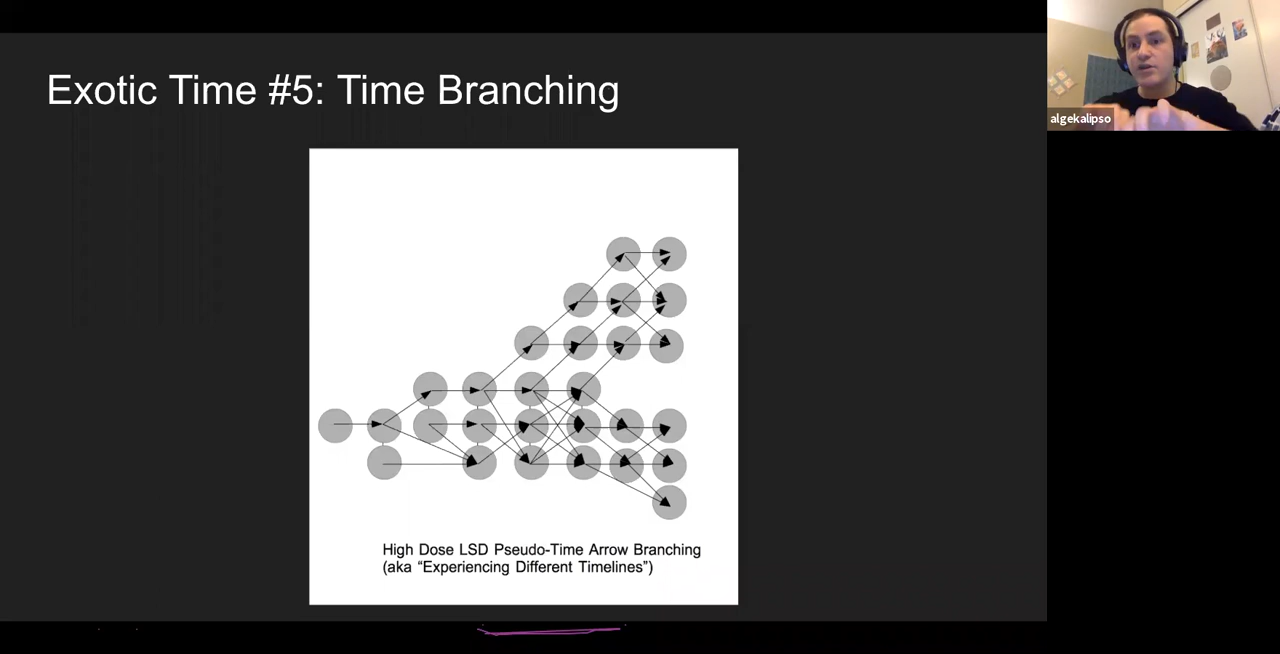 Exotic Time #5: Time Branching
algekalipso
High Dose LSD Pseudo-Time Arrow Branching
(aka “Experiencing Different Timelines”)